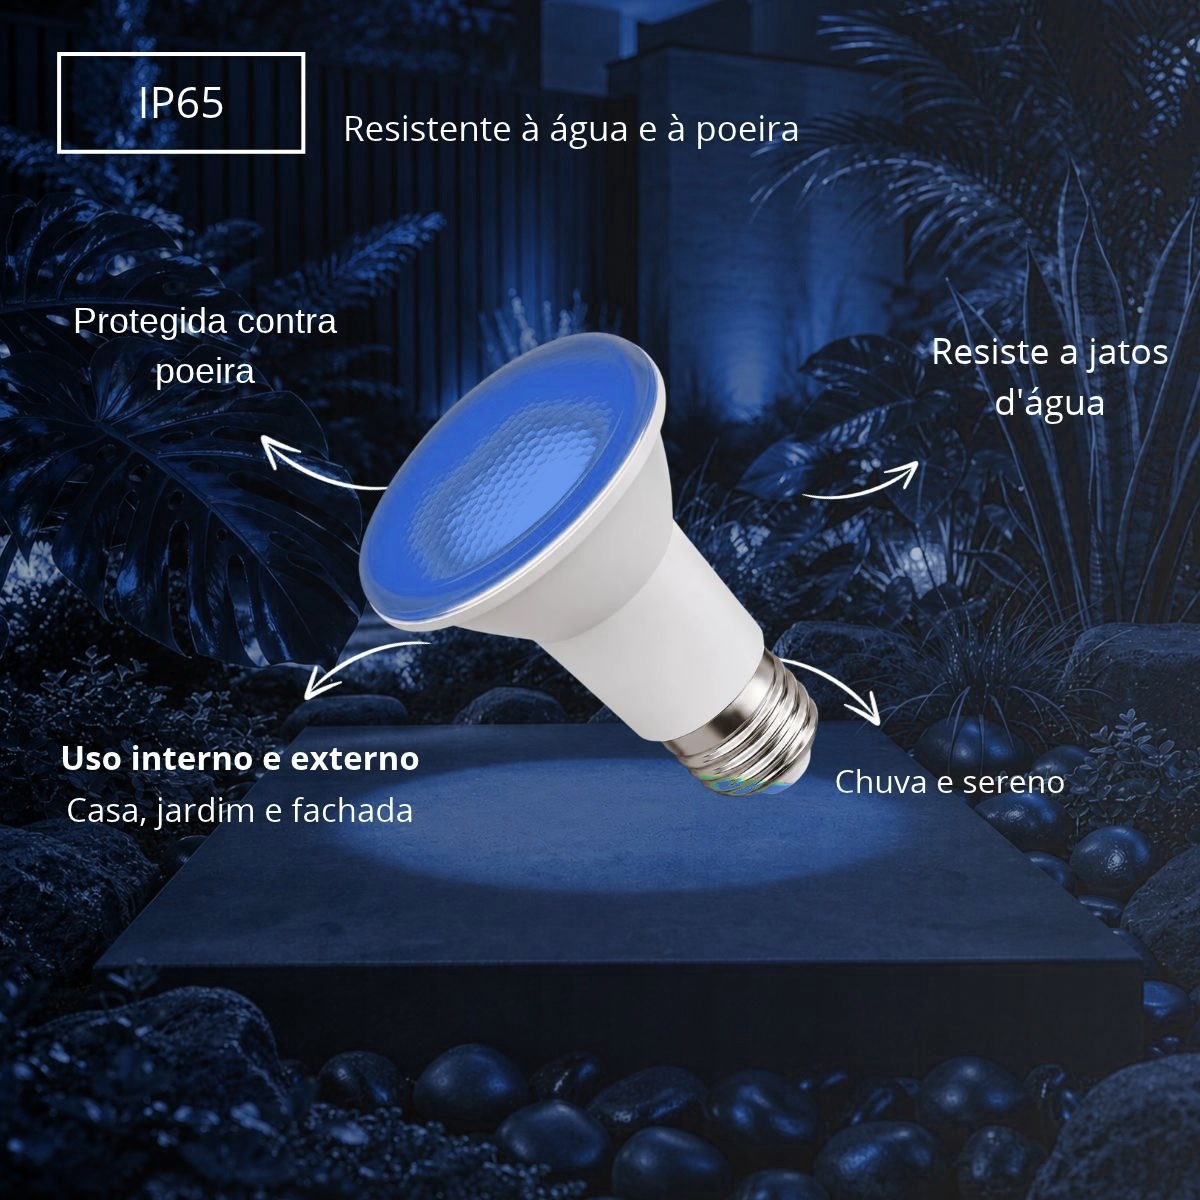 IP65
Resistente à água e à poeira
Protegida contra
poeira
Resiste a jatos
d'água
Uso interno e externo
Casa, jardim e fachada
Chuva e sereno